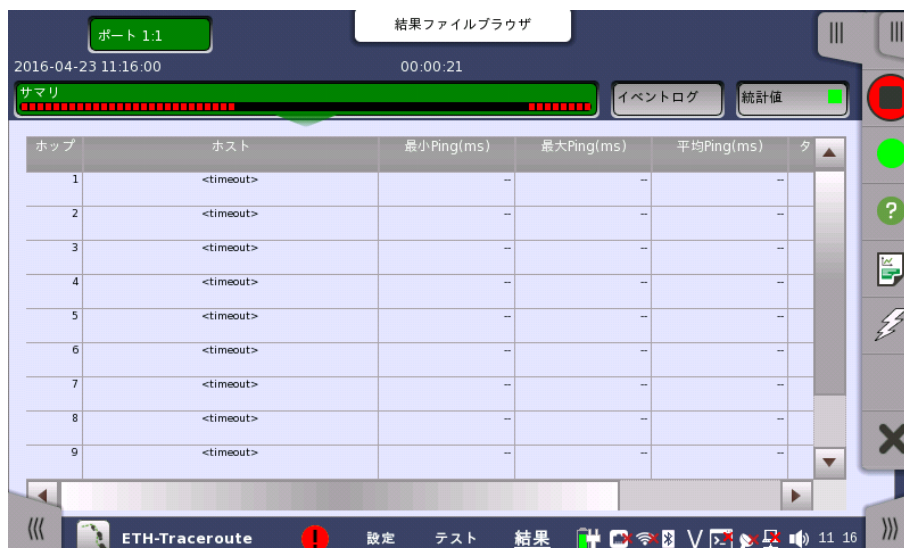 ポート 1:1
結果ファイルブラウザ
2016-04-23 11:16:00 00:00:21
サマリ イベントログ 統計値
ホップ ホスト 最小Ping(ms) 最大Ping(ms) 平均Ping(ms) タ
1 <timeout> -- -- --
2 <timeout> -- -- --
3 <timeout> -- -- --
4 <timeout> -- -- --
5 <timeout> -- -- --
6 <timeout> -- -- --
7 <timeout> -- -- --
8 <timeout> -- -- --
9 <timeout> -- -- --
ETH-Traceroute 設定 テスト 結果 V 11 16